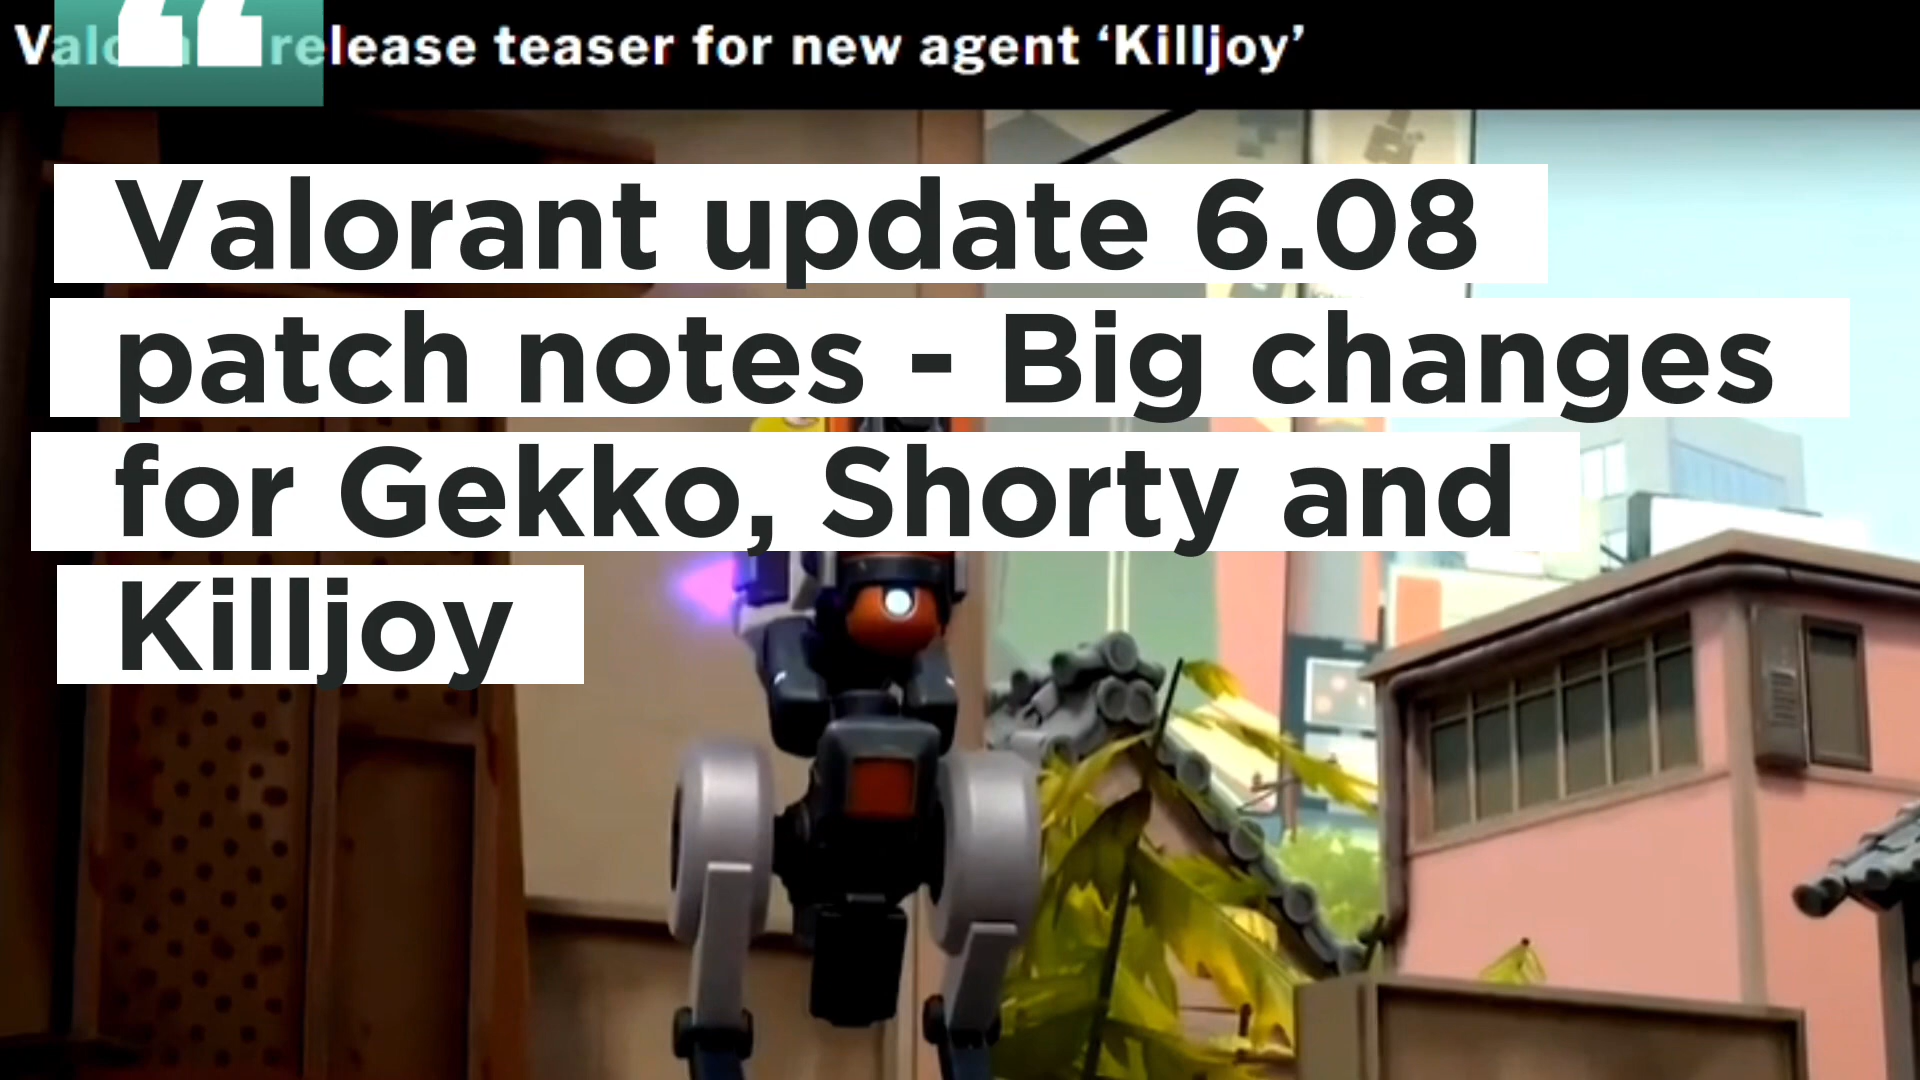 release teaser for new agent ‘Killjoy’
Valorant update 6.08
patch notes - Big changes
for Gekko, Shorty and
Killjoy